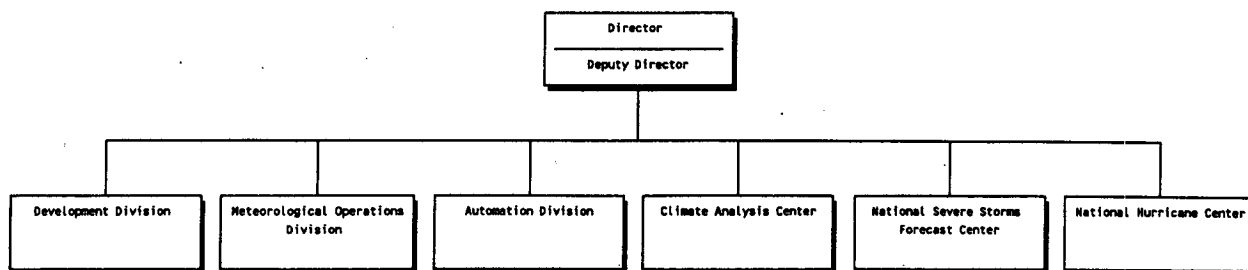 Director
Deputy Director
Development Division
Meteorological Operations
Division
Automation Division
Climate Analysis Center
National Severe Storms
Forecast Center
National Hurricane Center